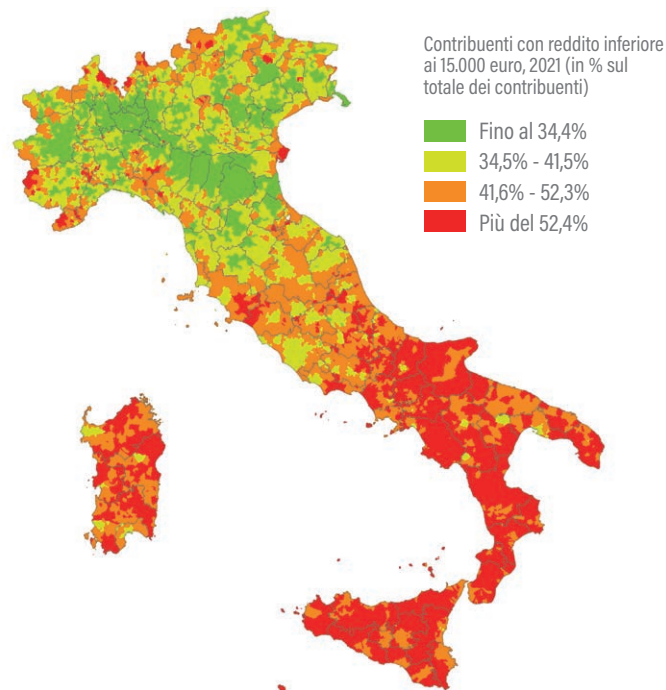 Contribuenti con reddito inferiore
ai 15.000 euro, 2021 (in % sul
totale dei contribuenti)
Fino al 34,4%
34,5% - 41,5%
41,6% - 52,3%
Più del 52,4%